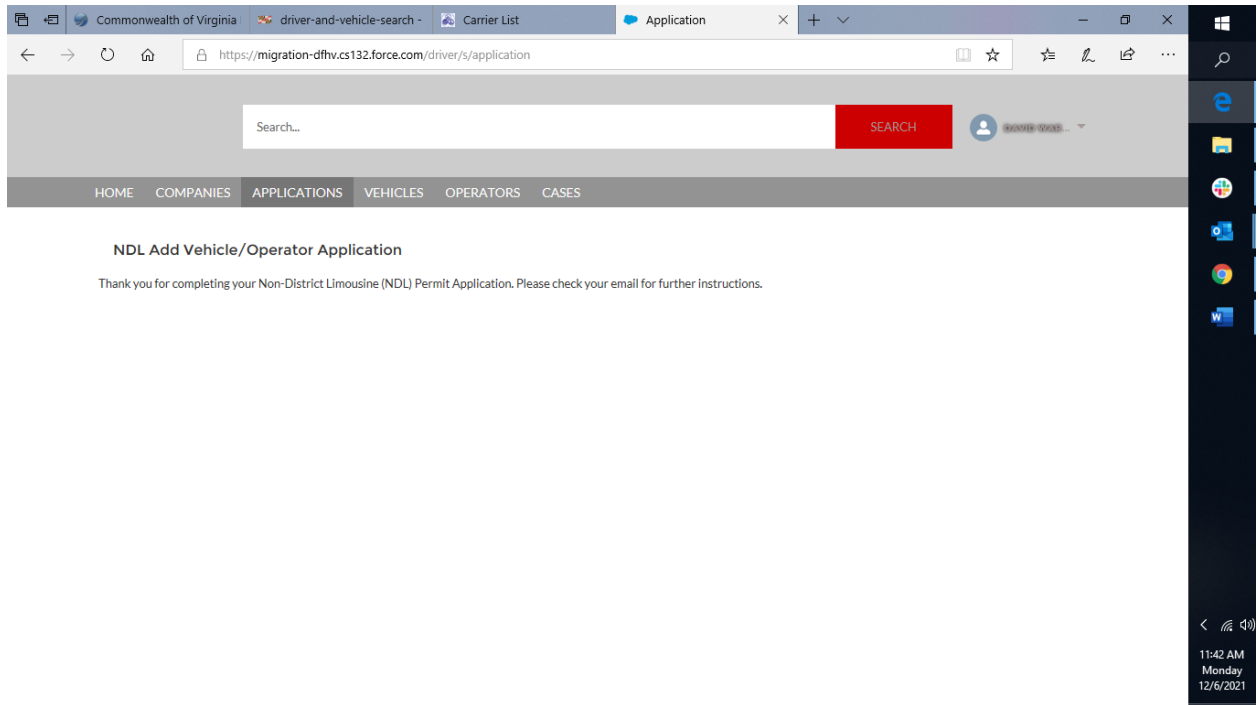 Commonwealth of Virginia
driver-and-vehicle-search -
Carrier List
Application
https://migration-dfhv.cs132.force.com/driver/s/application
Search...
SEARCH
HOME COMPANIES APPLICATIONS VEHICLES OPERATORS CASES
NDL Add Vehicle/Operator Application
Thank you for completing your Non-District Limousine (NDL) Permit Application. Please check your email for further instructions.
11:42 AM
Monday
12/6/2021